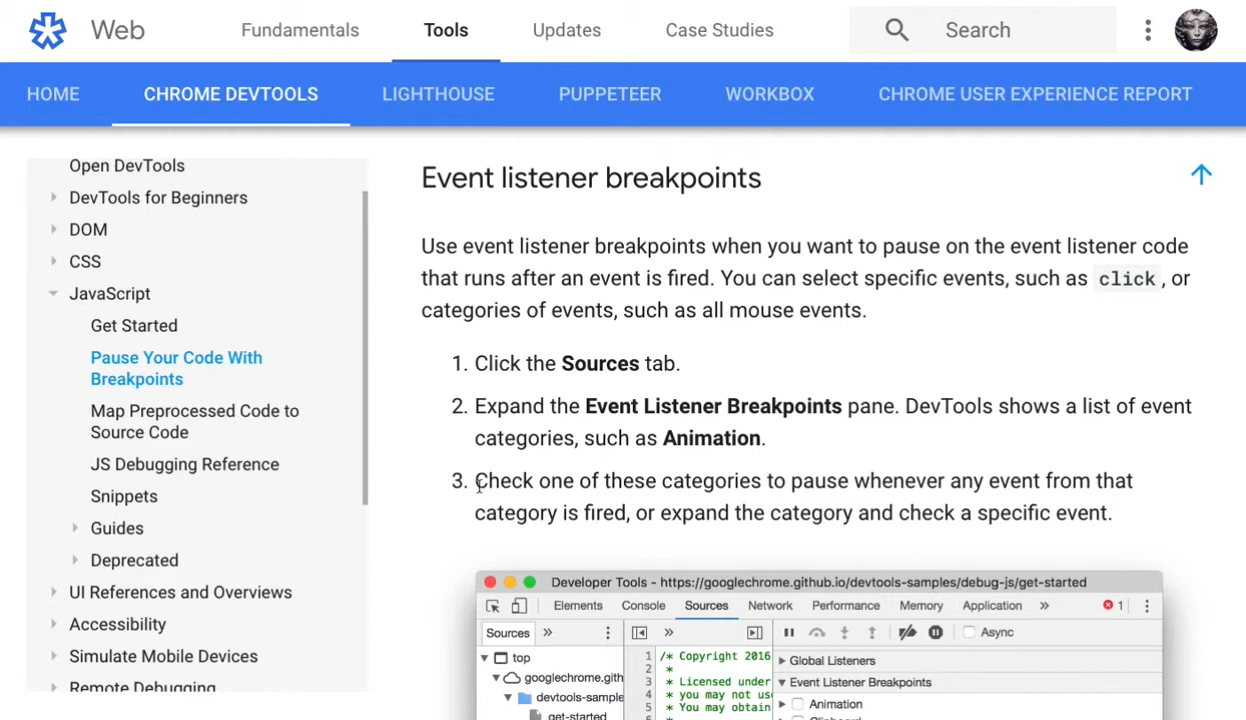 Web
Fundamentals
Tools
Updates
Case Studies
Search
HOME
CHROME DEVTOOLS
LIGHTHOUSE
PUPPETEER
WORKBOX
CHROME USER EXPERIENCE REPORT
Open DevTools
DevTools for Beginners
DOM
CSS
JavaScript
Get Started
Pause Your Code With
Breakpoints
Map Preprocessed Code to
Source Code
JS Debugging Reference
Snippets
Guides
Deprecated
UI References and Overviews
Accessibility
Simulate Mobile Devices
Remote Debugging
Event listener breakpoints
Use event listener breakpoints when you want to pause on the event listener code
that runs after an event is fired. You can select specific events, such as click, or
categories of events, such as all mouse events.
1. Click the Sources tab.
2. Expand the Event Listener Breakpoints pane. DevTools shows a list of event
categories, such as Animation.
3. Check one of these categories to pause whenever any event from that
category is fired, or expand the category and check a specific event.
Developer Tools - https://googlechrome.github.io/devtools-samples/debug-js/get-started
Elements Console Sources Network Performance Memory Application » 1
Sources » » Async
top
googlechrome.gith
devtools-sample
get-started
1 /* Copyright 2016
2 *
3 * Licensed under
4 * you may not use
5 * You may obtain
Global Listeners
Event Listener Breakpoints
Animation